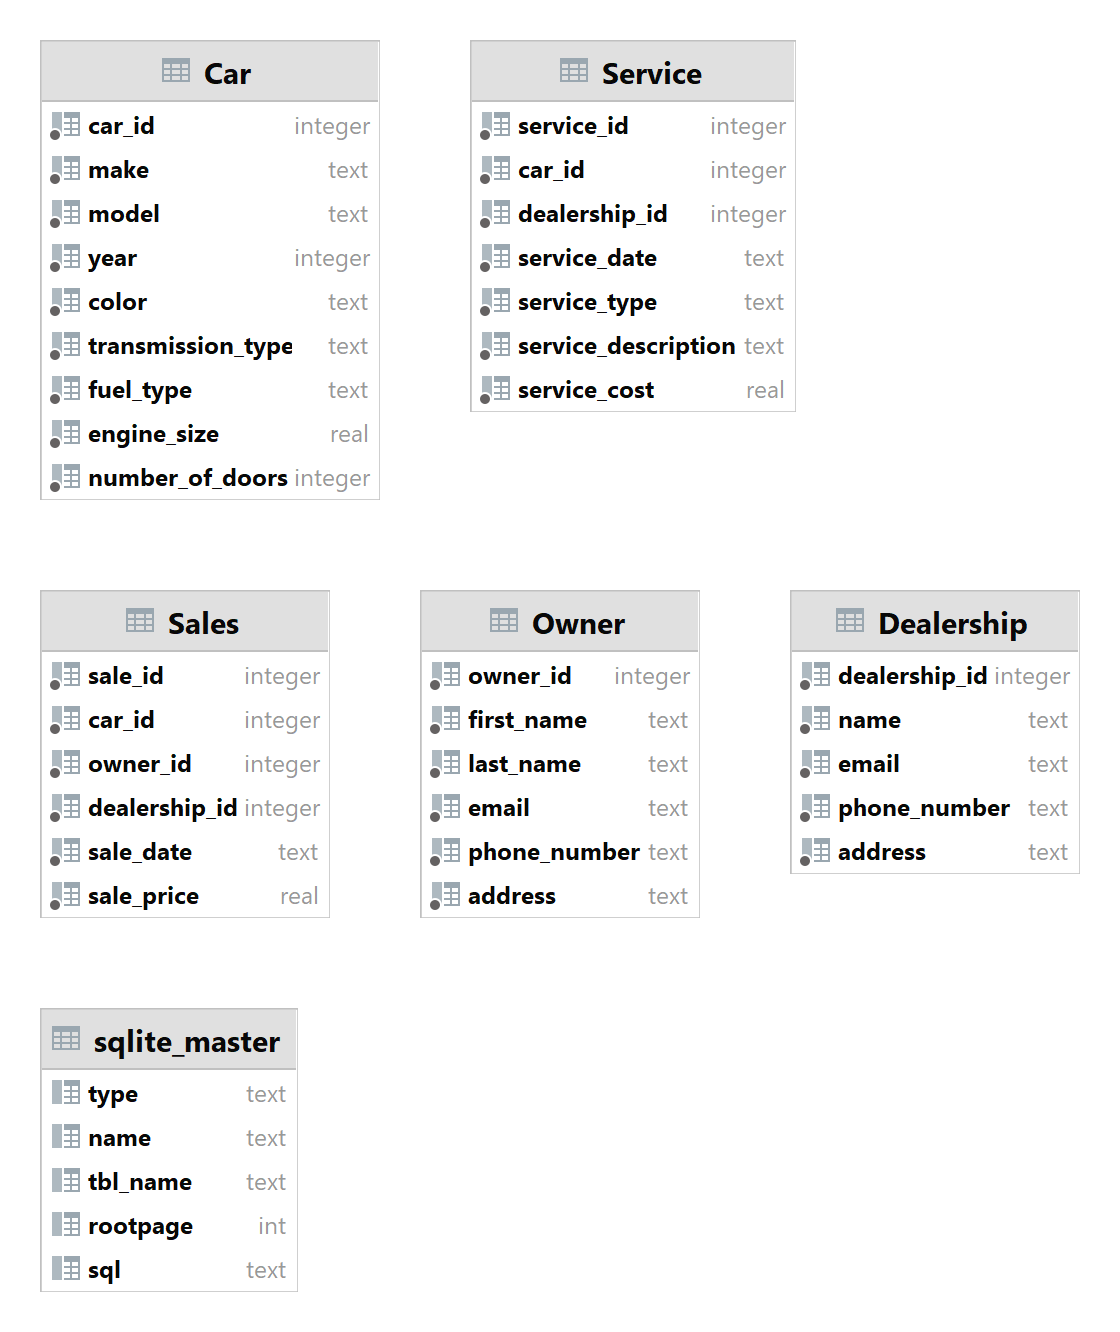 Car
car_id integer
make text
model text
year integer
color text
transmission_type text
fuel_type text
engine_size real
number_of_doors integer
Service
service_id integer
car_id integer
dealership_id integer
service_date text
service_type text
service_description text
service_cost real
Sales
sale_id integer
car_id integer
owner_id integer
dealership_id integer
sale_date text
sale_price real
Owner
owner_id integer
first_name text
last_name text
email text
phone_number text
address text
Dealership
dealership_id integer
name text
email text
phone_number text
address text
sqlite_master
type text
name text
tbl_name text
rootpage int
sql text